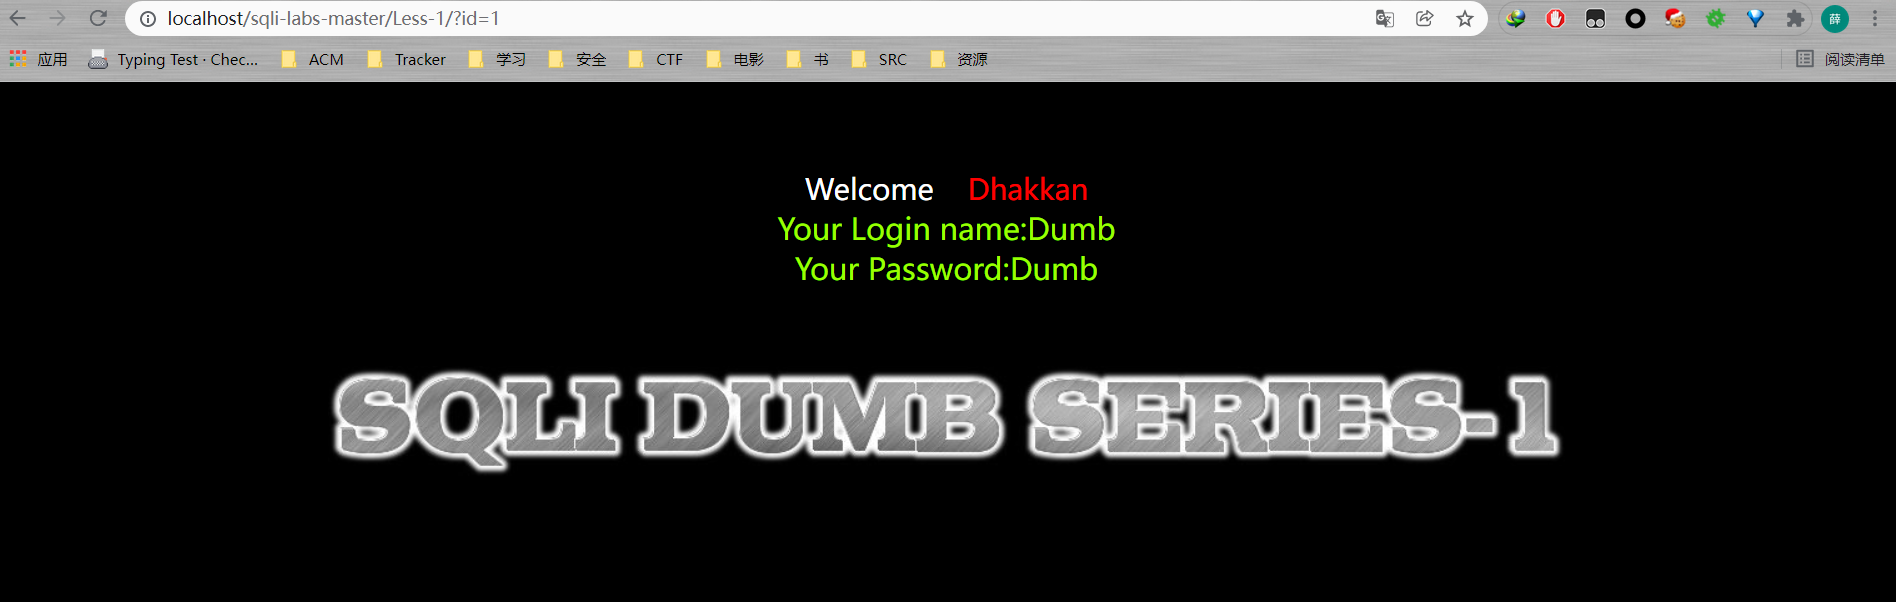 localhost/sqli-labs-master/Less-1/?id=1
薛
应用 Typing Test · Chec... ACM Tracker 学习 安全 CTF 电影 书 SRC 资源 阅读清单
Welcome Dhakkan
Your Login name:Dumb
Your Password:Dumb
SQLI DUMB SERIES-1